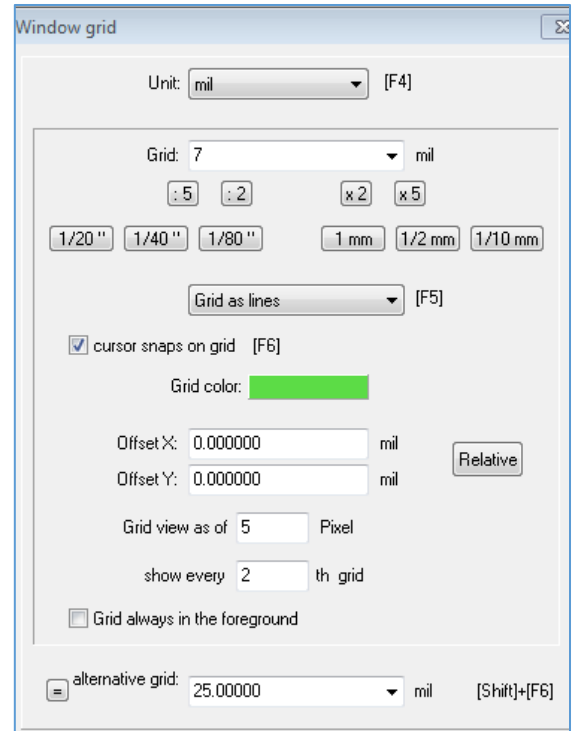 Window grid
Unit: mil [F4]
Grid: 7 mil
: 5 : 2 x 2 x 5
1/20 " 1/40 " 1/80 " 1 mm 1/2 mm 1/10 mm
Grid as lines [F5]
cursor snaps on grid [F6]
Grid color:
Offset X: 0.000000 mil
Relative
Offset Y: 0.000000 mil
Grid view as of 5 Pixel
show every 2 th grid
Grid always in the foreground
= alternative grid: 25.00000 mil [Shift]+[F6]